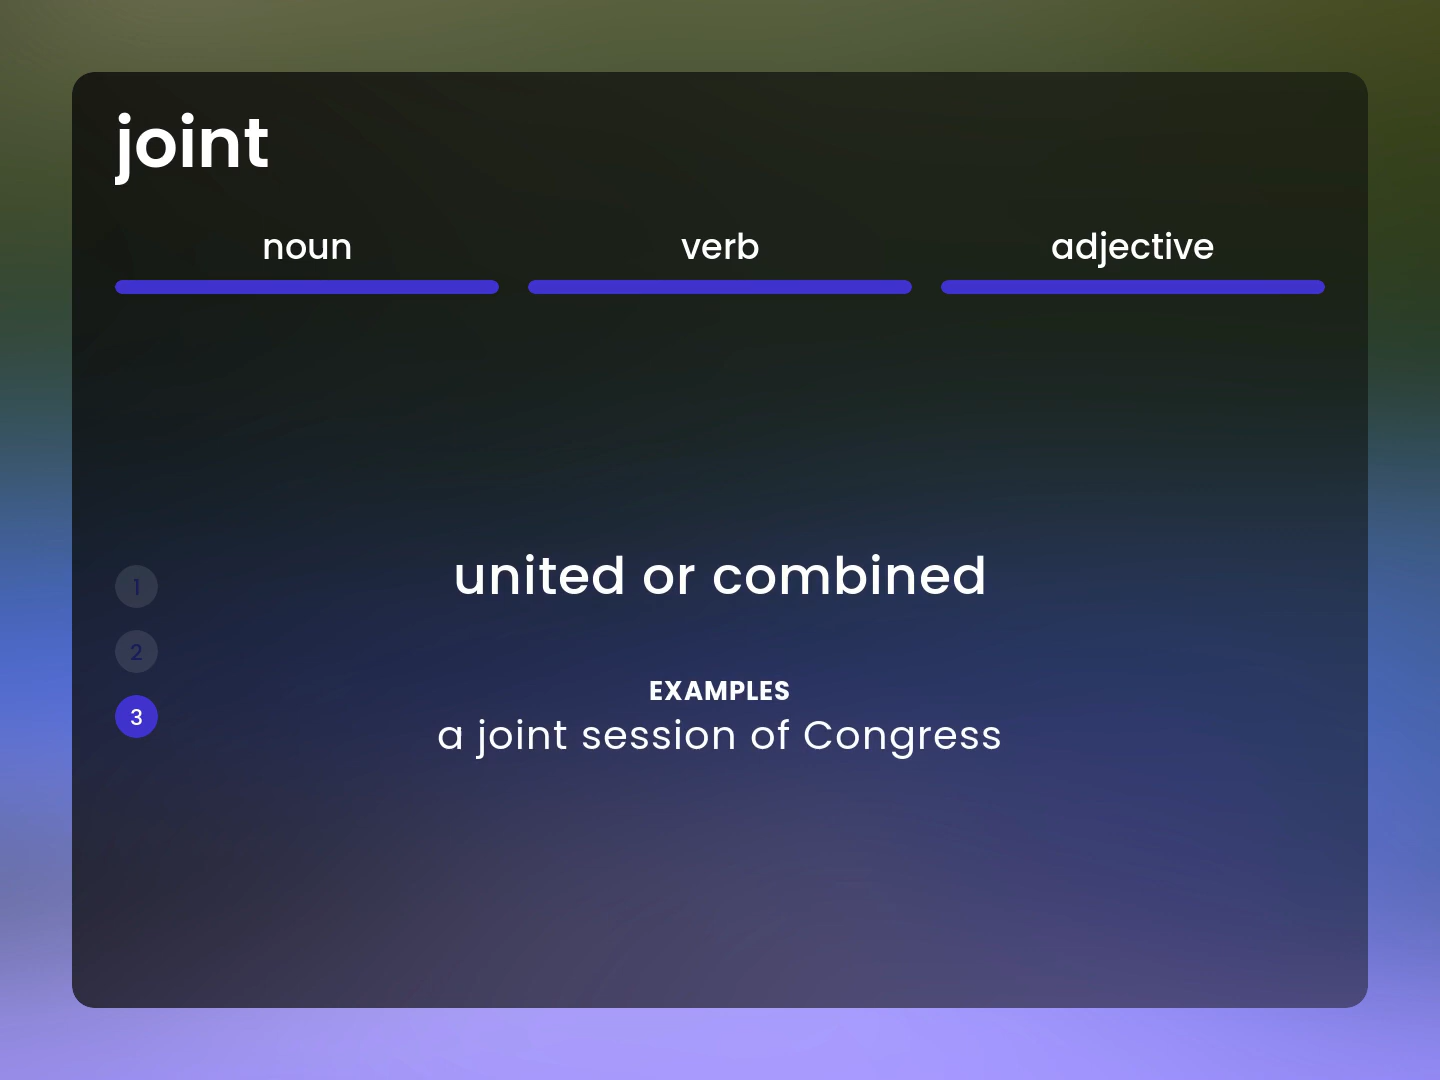 joint
noun
verb
adjective
united or combined
EXAMPLES
a joint session of Congress
1
2
3